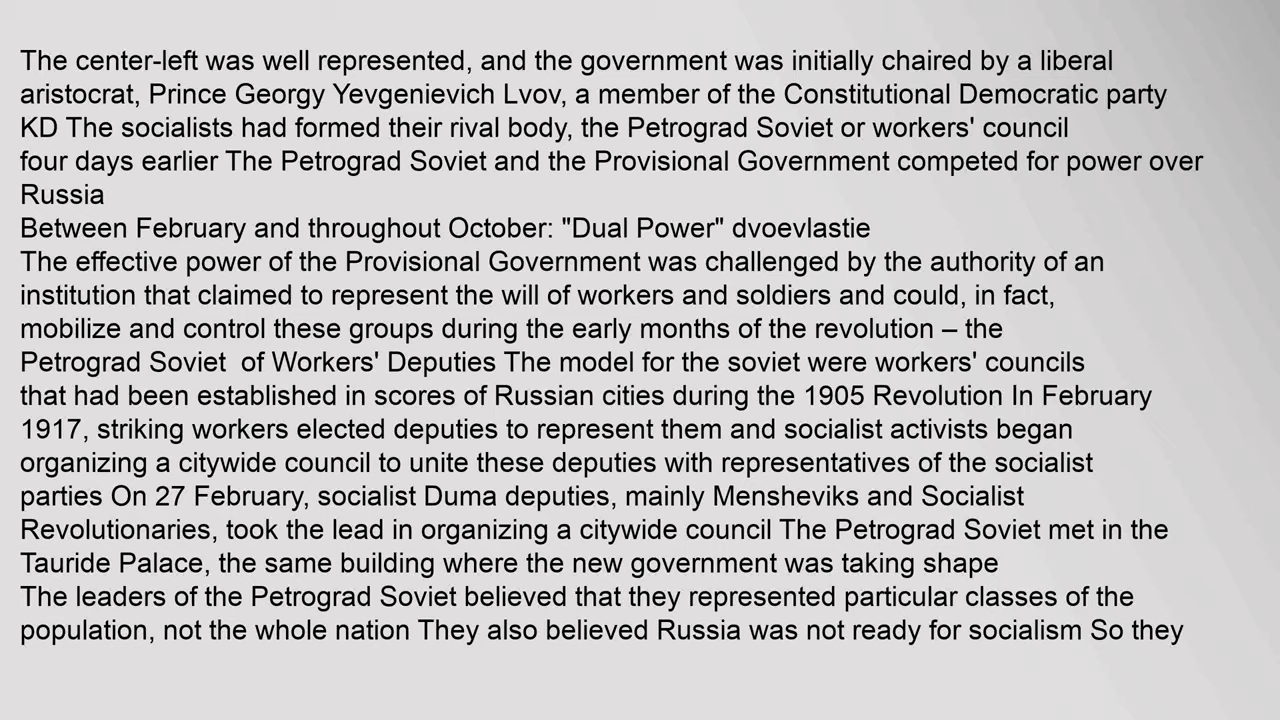 The center-left was well represented, and the government was initially chaired by a liberal
aristocrat, Prince Georgy Yevgenievich Lvov, a member of the Constitutional Democratic party
KD The socialists had formed their rival body, the Petrograd Soviet or workers' council
four days earlier The Petrograd Soviet and the Provisional Government competed for power over
Russia
Between February and throughout October: "Dual Power" dvoevlastie
The effective power of the Provisional Government was challenged by the authority of an
institution that claimed to represent the will of workers and soldiers and could, in fact,
mobilize and control these groups during the early months of the revolution – the
Petrograd Soviet  of Workers' Deputies The model for the soviet were workers' councils
that had been established in scores of Russian cities during the 1905 Revolution In February
1917, striking workers elected deputies to represent them and socialist activists began
organizing a citywide council to unite these deputies with representatives of the socialist
parties On 27 February, socialist Duma deputies, mainly Mensheviks and Socialist
Revolutionaries, took the lead in organizing a citywide council The Petrograd Soviet met in the
Tauride Palace, the same building where the new government was taking shape
The leaders of the Petrograd Soviet believed that they represented particular classes of the
population, not the whole nation They also believed Russia was not ready for socialism So they